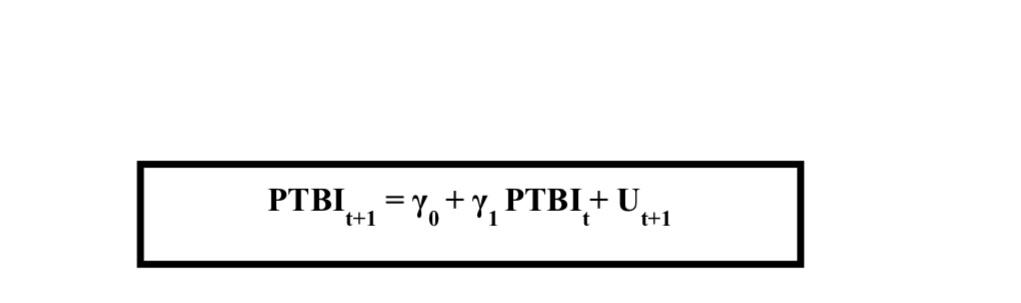 PTBI_{t+1} = γ_0 + γ_1 PTBI_t + U_{t+1}